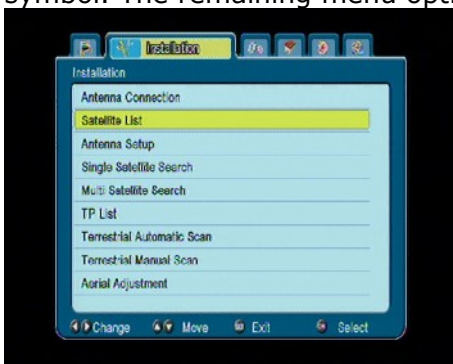 symbol. The remaining menu opti
Installation
Installation
Antenna Connection
Satellite List
Antenna Setup
Single Satellite Search
Multi Satellite Search
TP List
Terrestrial Automatic Scan
Terrestrial Manual Scan
Aerial Adjustment
Change Move Exit Select